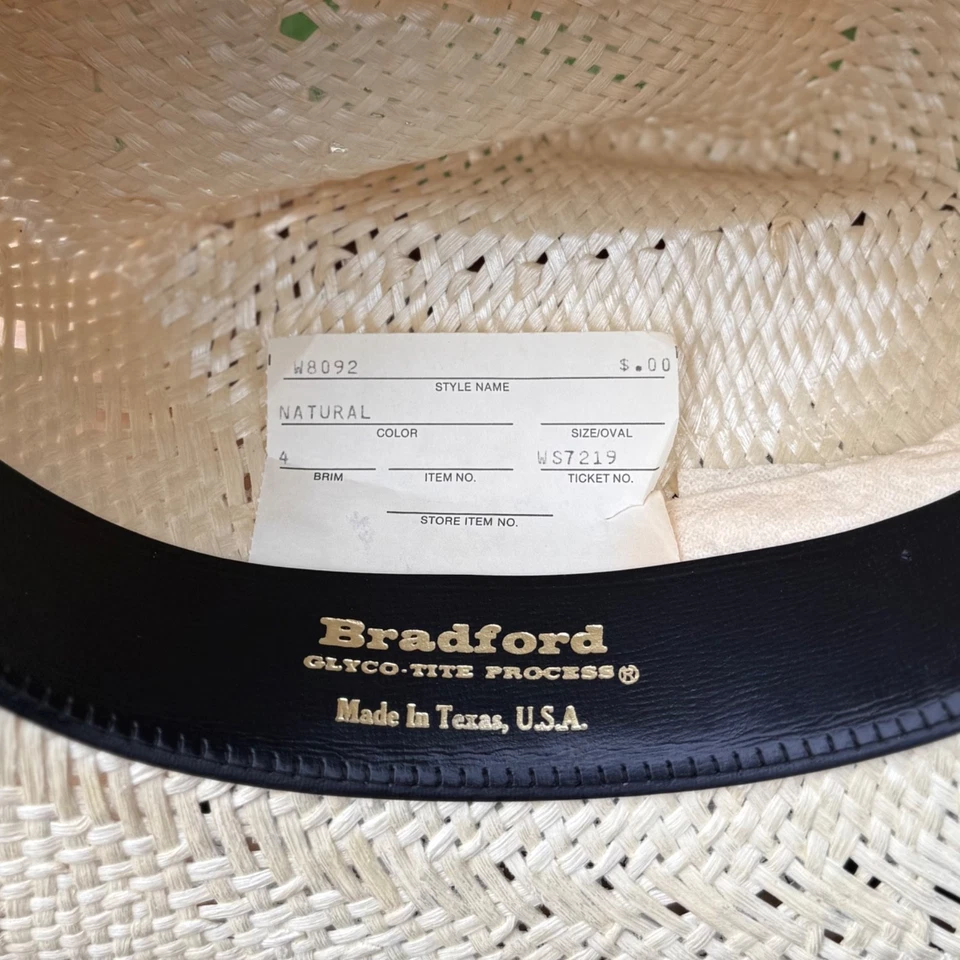 W8092 $.00
STYLE NAME
NATURAL
COLOR SIZE/OVAL
4 WS7219
BRIM ITEM NO. TICKET NO.
STORE ITEM NO.
Bradford
GLYCO-TITE PROCESS®
Made In Texas, U.S.A.